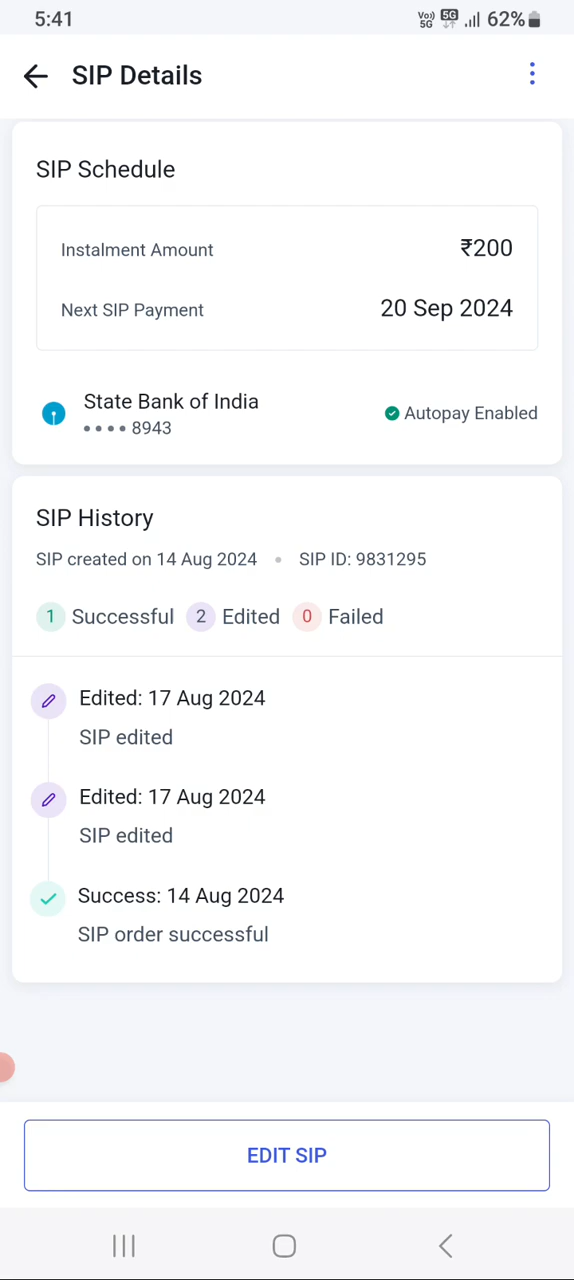 5:41
Vo)) 5G 5G 62%
SIP Details
SIP Schedule
Instalment Amount ₹200
Next SIP Payment 20 Sep 2024
State Bank of India
•••• 8943
Autopay Enabled
SIP History
SIP created on 14 Aug 2024 • SIP ID: 9831295
1 Successful 2 Edited 0 Failed
Edited: 17 Aug 2024
SIP edited
Edited: 17 Aug 2024
SIP edited
Success: 14 Aug 2024
SIP order successful
EDIT SIP